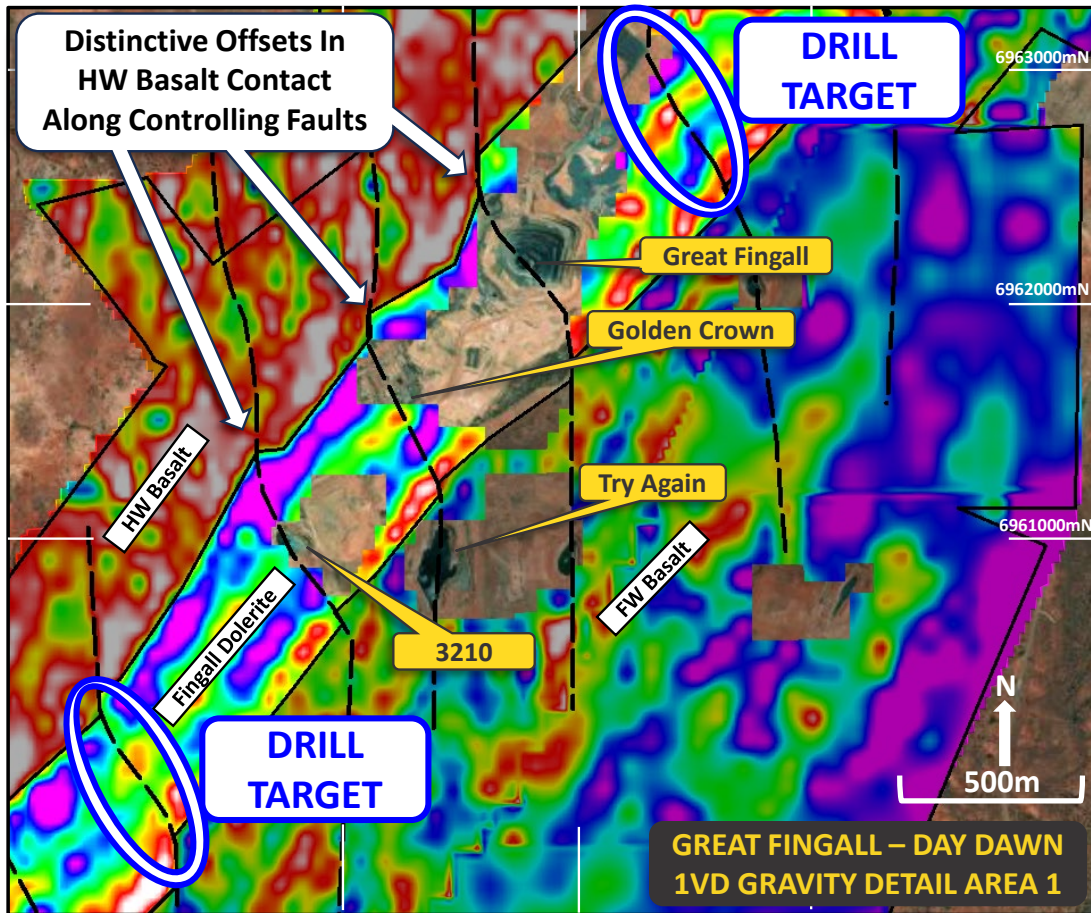 Distinctive Offsets In
HW Basalt Contact
Along Controlling Faults
DRILL
TARGET
6963000mN
Great Fingall
6962000mN
Golden Crown
HW Basalt
Try Again
6961000mN
FW Basalt
Fingall Dolerite
3210
DRILL
TARGET
N
500m
GREAT FINGALL – DAY DAWN
1VD GRAVITY DETAIL AREA 1